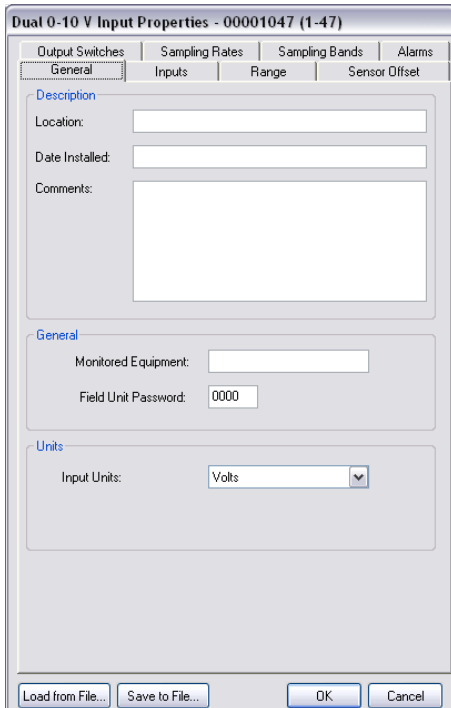 Dual 0-10 V Input Properties - 00001047 (1-47)
Output Switches Sampling Rates Sampling Bands Alarms
General Inputs Range Sensor Offset
Description
Location:
Date Installed:
Comments:
General
Monitored Equipment:
Field Unit Password: 0000
Units
Input Units: Volts
Load from File... Save to File... OK Cancel